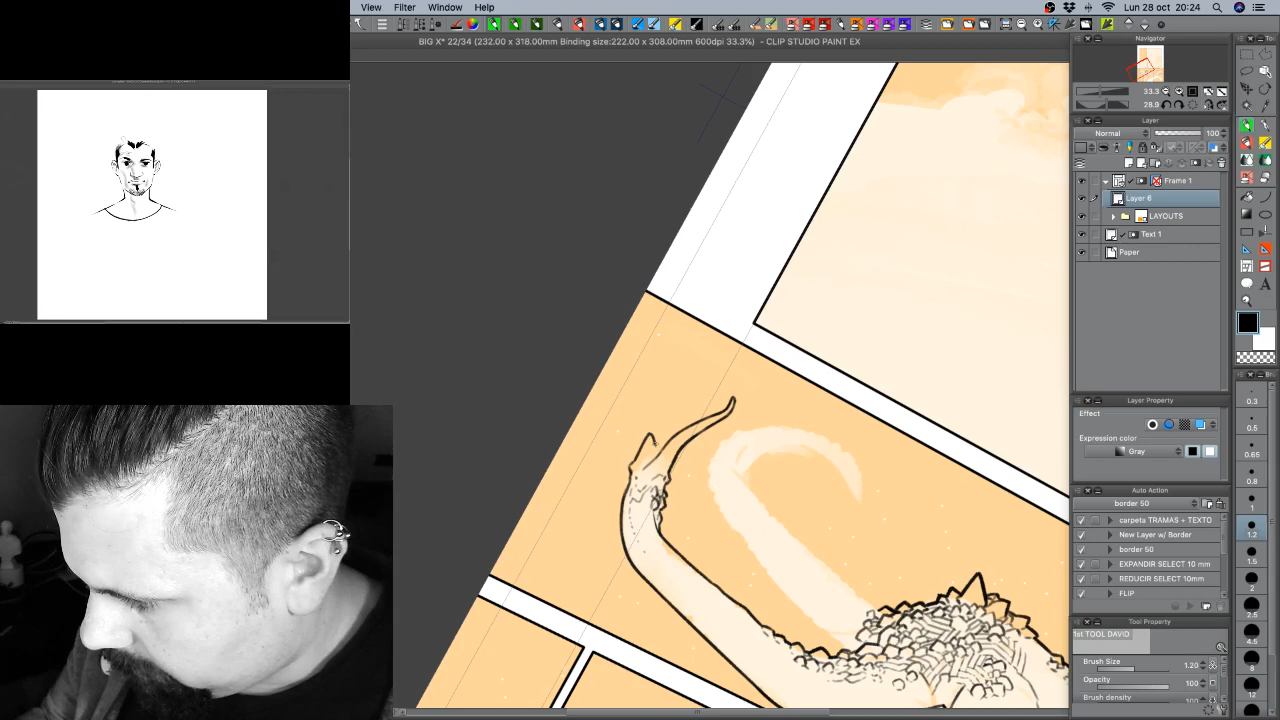 View Filter Window Help
Lun 28 oct 20:24
BIG X* 22/34 (232.00 x 318.00mm Binding size:222.00 x 308.00mm 600dpi 33.3%) - CLIP STUDIO PAINT EX
Navigator
33.3
28.9
Layer
Normal 100
Frame 1
Layer 6
LAYOUTS
Text 1
Paper
Layer Property
Effect
Expression color
Gray
Auto Action
border 50
carpeta TRAMAS + TEXTO
New Layer w/ Border
border 50
EXPANDIR SELECT 10 mm
REDUCIR SELECT 10mm
FLIP
Tool Property
1st TOOL DAVID
Brush Size 1.20
Opacity 100
Brush density 100
0.3
0.5
0.65
0.8
1
1.2
1.5
2
4.5
8
12